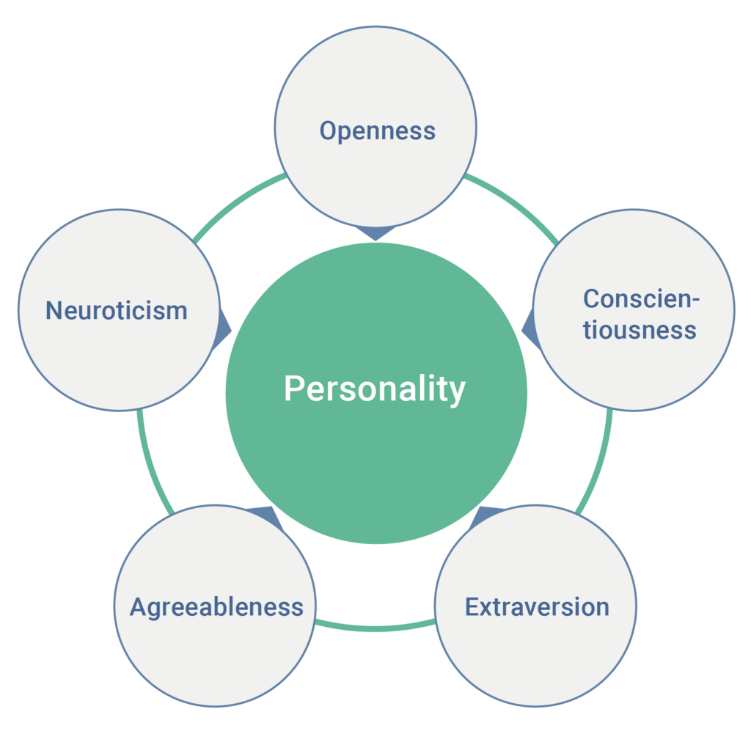 Openness
Neuroticism
Conscien-
tiousness
Personality
Agreeableness
Extraversion